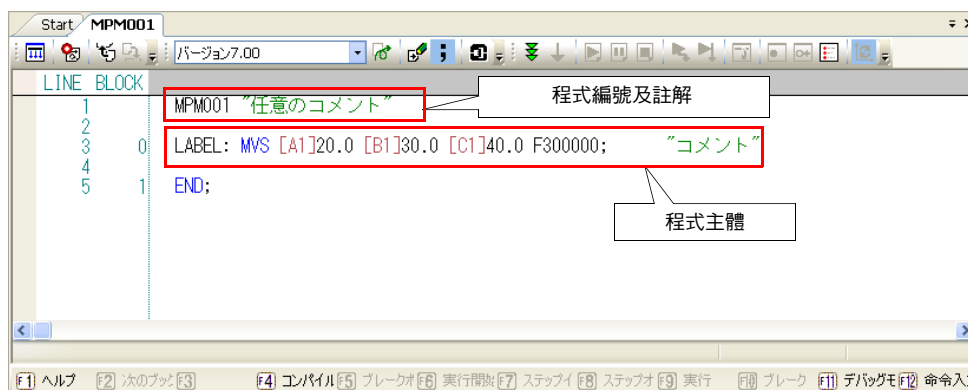 Start MPM001
バージョン7.00
LINE BLOCK
1 MPM001 "任意のコメント"
程式編號及註解
2
3 0 LABEL: MVS [A1]20.0 [B1]30.0 [C1]40.0 F300000; "コメント"
4
5 1 END;
程式主體
F1 ヘルプ F2 次のブッ F3 F4 コンパイル F5 ブレークポ F6 実行開始 F7 ステップイ F8 ステップオ F9 実行 F10 ブレーク F11 デバッグモ F12 命令入